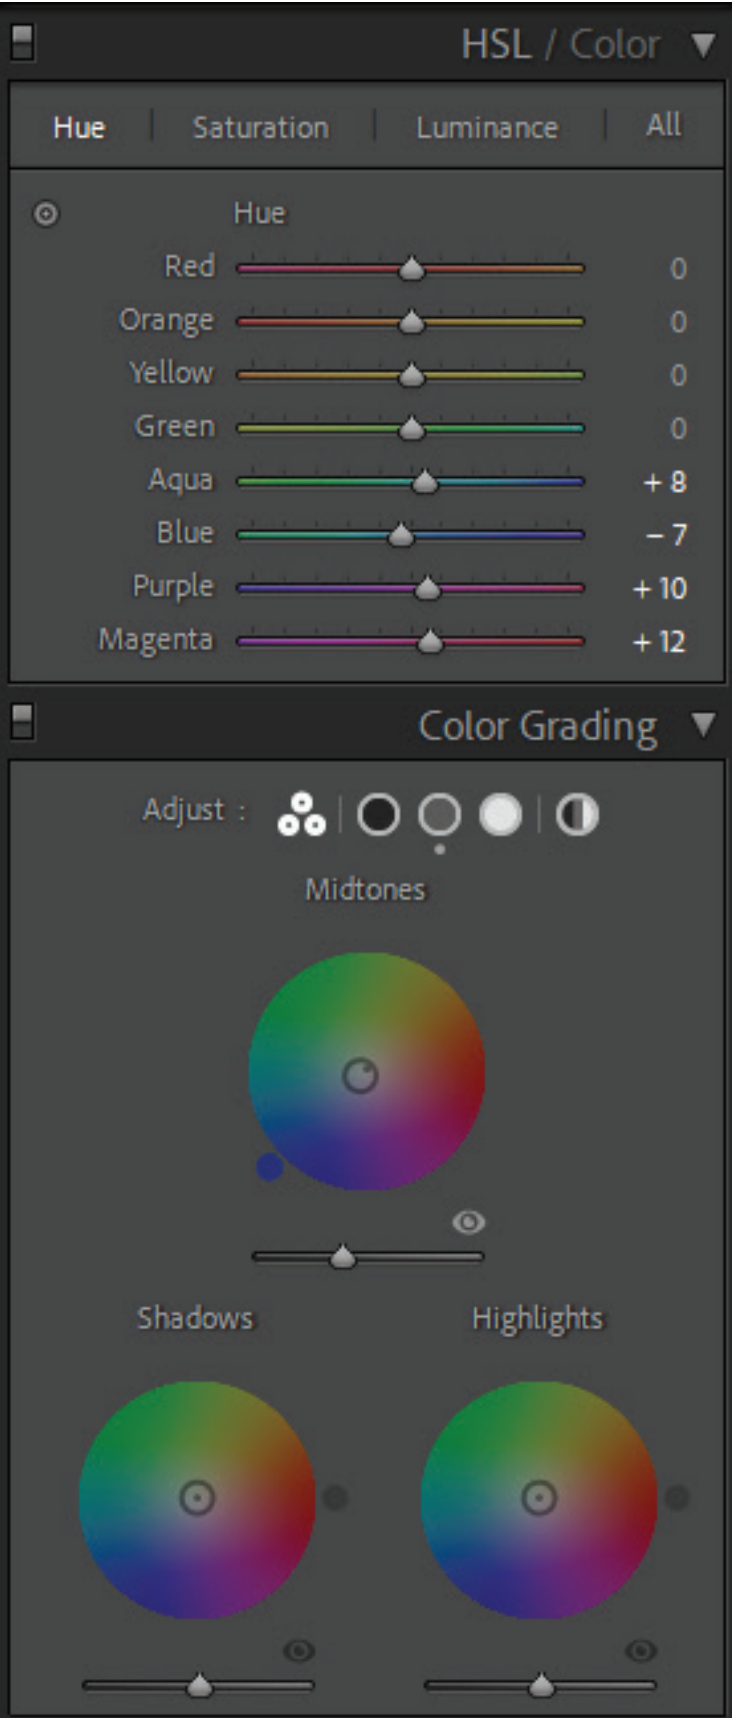 HSL / Color
Hue | Saturation | Luminance | All
Hue
Red 0
Orange 0
Yellow 0
Green 0
Aqua + 8
Blue – 7
Purple + 10
Magenta + 12
Color Grading
Adjust :
Midtones
Shadows Highlights